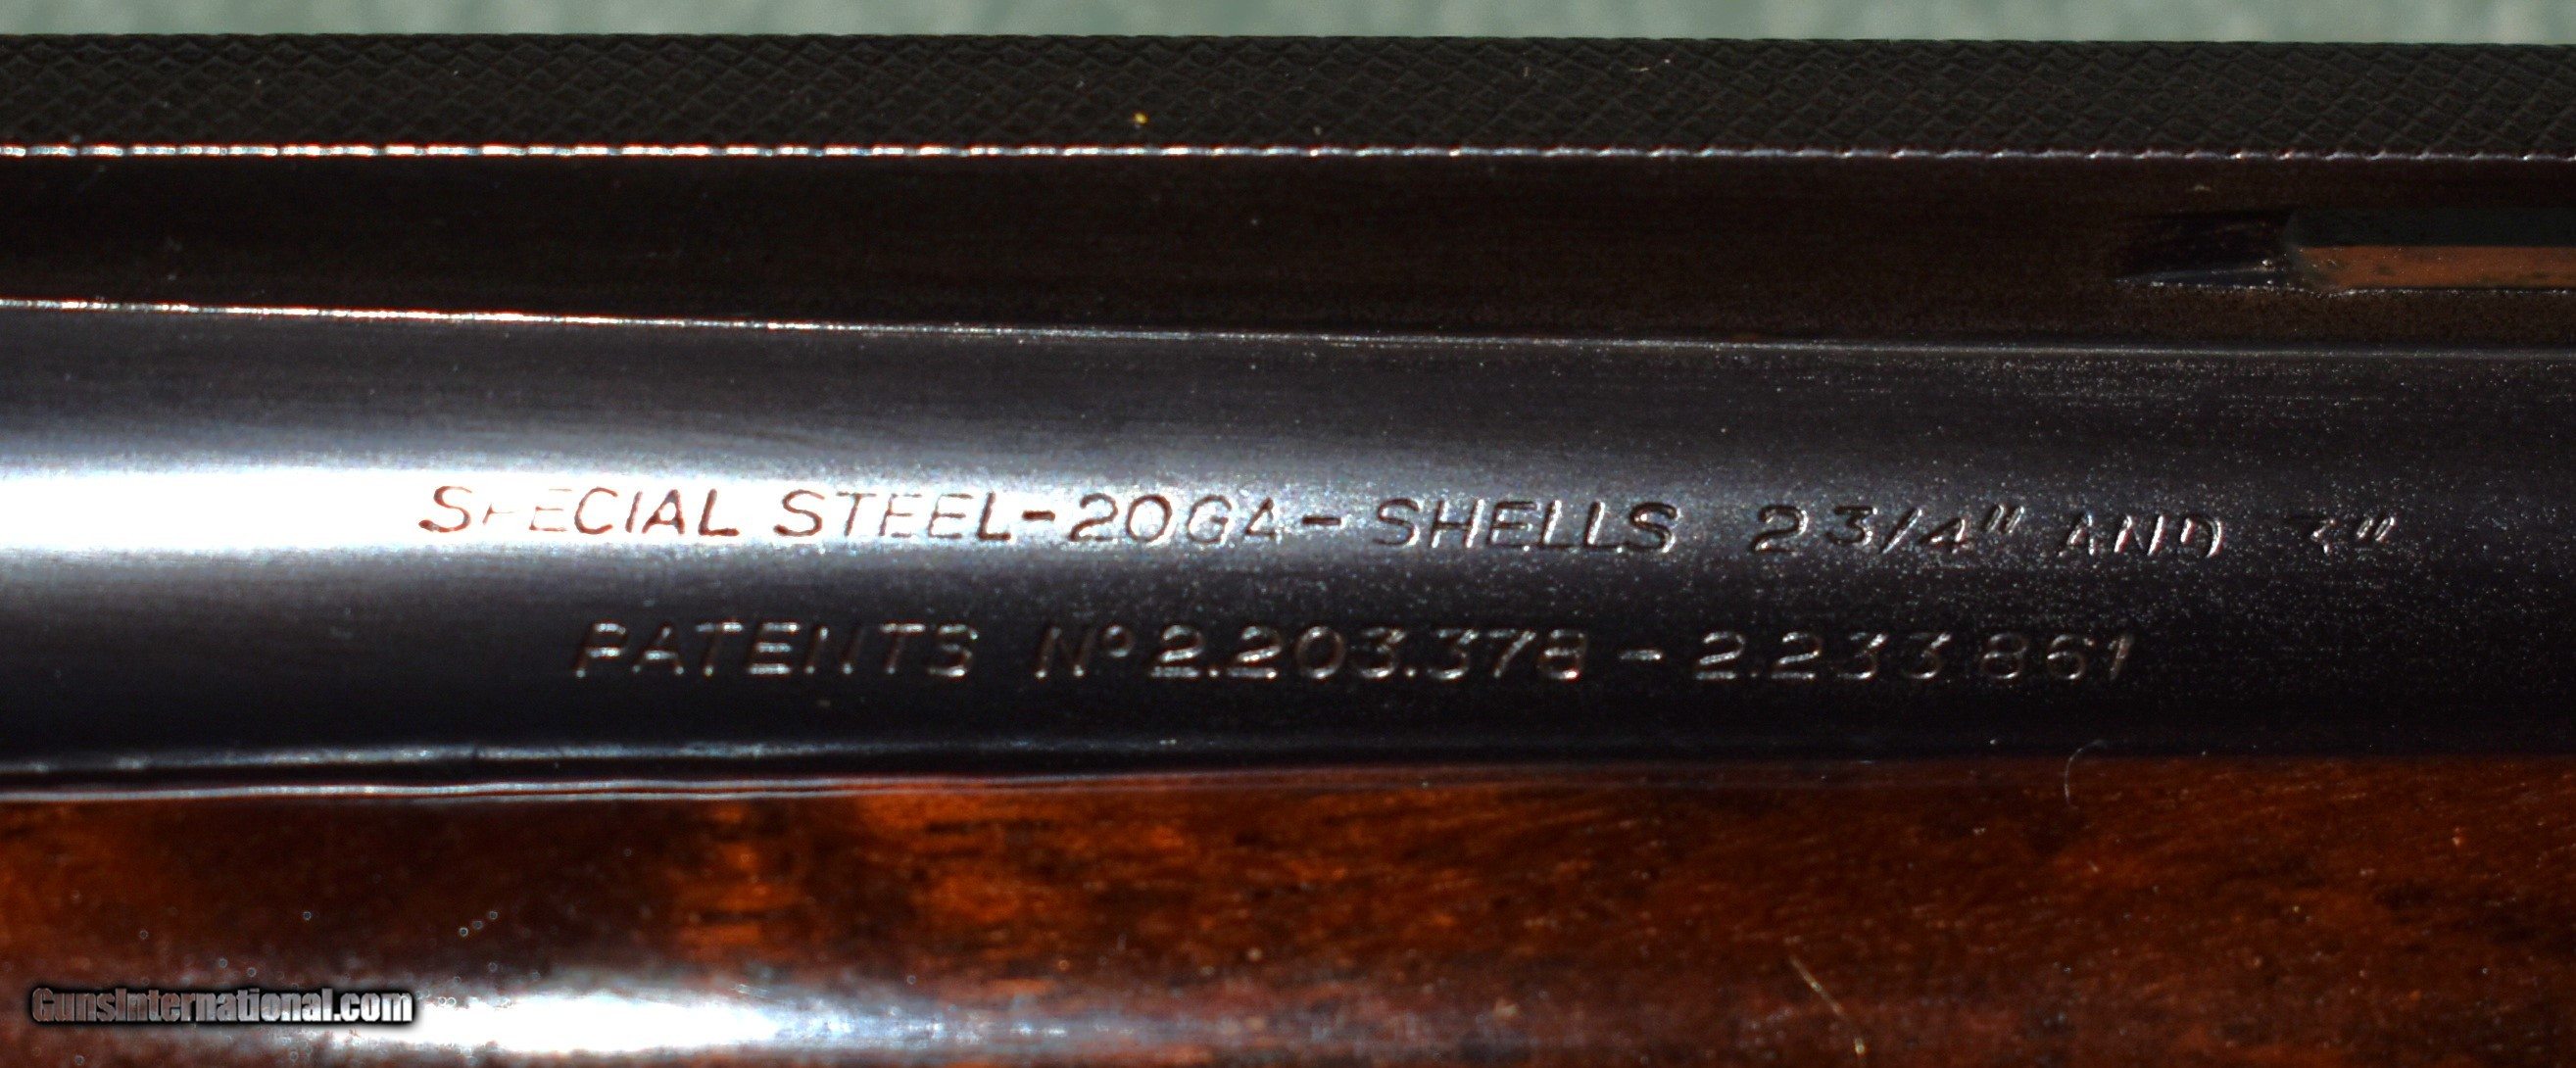 SPECIAL STEEL-20GA-SHELLS 2 3/4" AND 3"
PATENTS Nº 2.203.378 - 2.233.861
GunsInternational.com